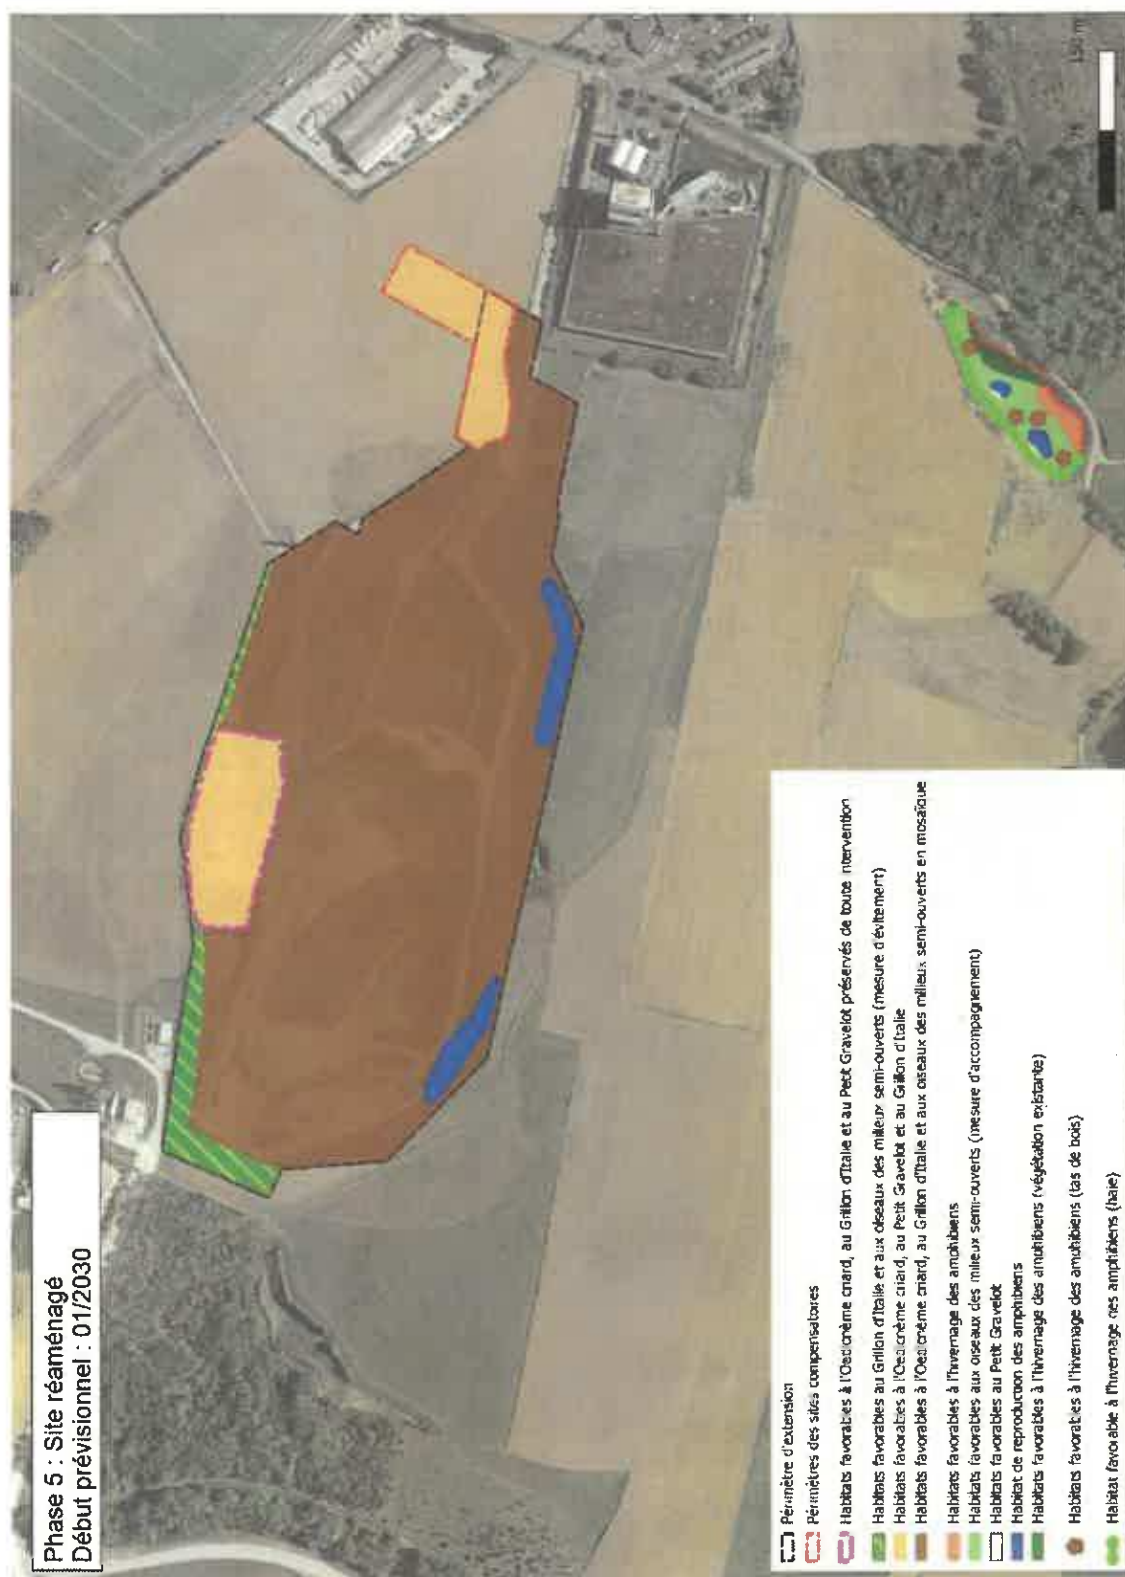 Phase 5 : Site réaménagé
Début prévisionnel : 01/2030
Périmètre d'extension
Périmètres des sites compensatoires
Habitats favorables à l'Oedicnème criard, au Grillon d'Italie et au Petit Gravelot préservés de toute intervention
Habitats favorables au Grillon d'Italie et aux oiseaux des milieux semi-ouverts (mesure d'évitement)
Habitats favorables à l'Oedicnème criard, au Petit Gravelot et au Grillon d'Italie
Habitats favorables à l'Oedicnème criard, au Grillon d'Italie et aux oiseaux des milieux semi-ouverts en mosaïque
Habitats favorables à l'hivernage des amphibiens
Habitats favorables aux oiseaux des milieux semi-ouverts (mesure d'accompagnement)
Habitats favorables au Petit Gravelot
Habitat de reproduction des amphibiens
Habitats favorables à l'hivernage des amphibiens (végétation existante)
Habitats favorables à l'hivernage des amphibiens (tas de bois)
Habitat favorable à l'hivernage des amphibiens (haie)
0 75 150 m